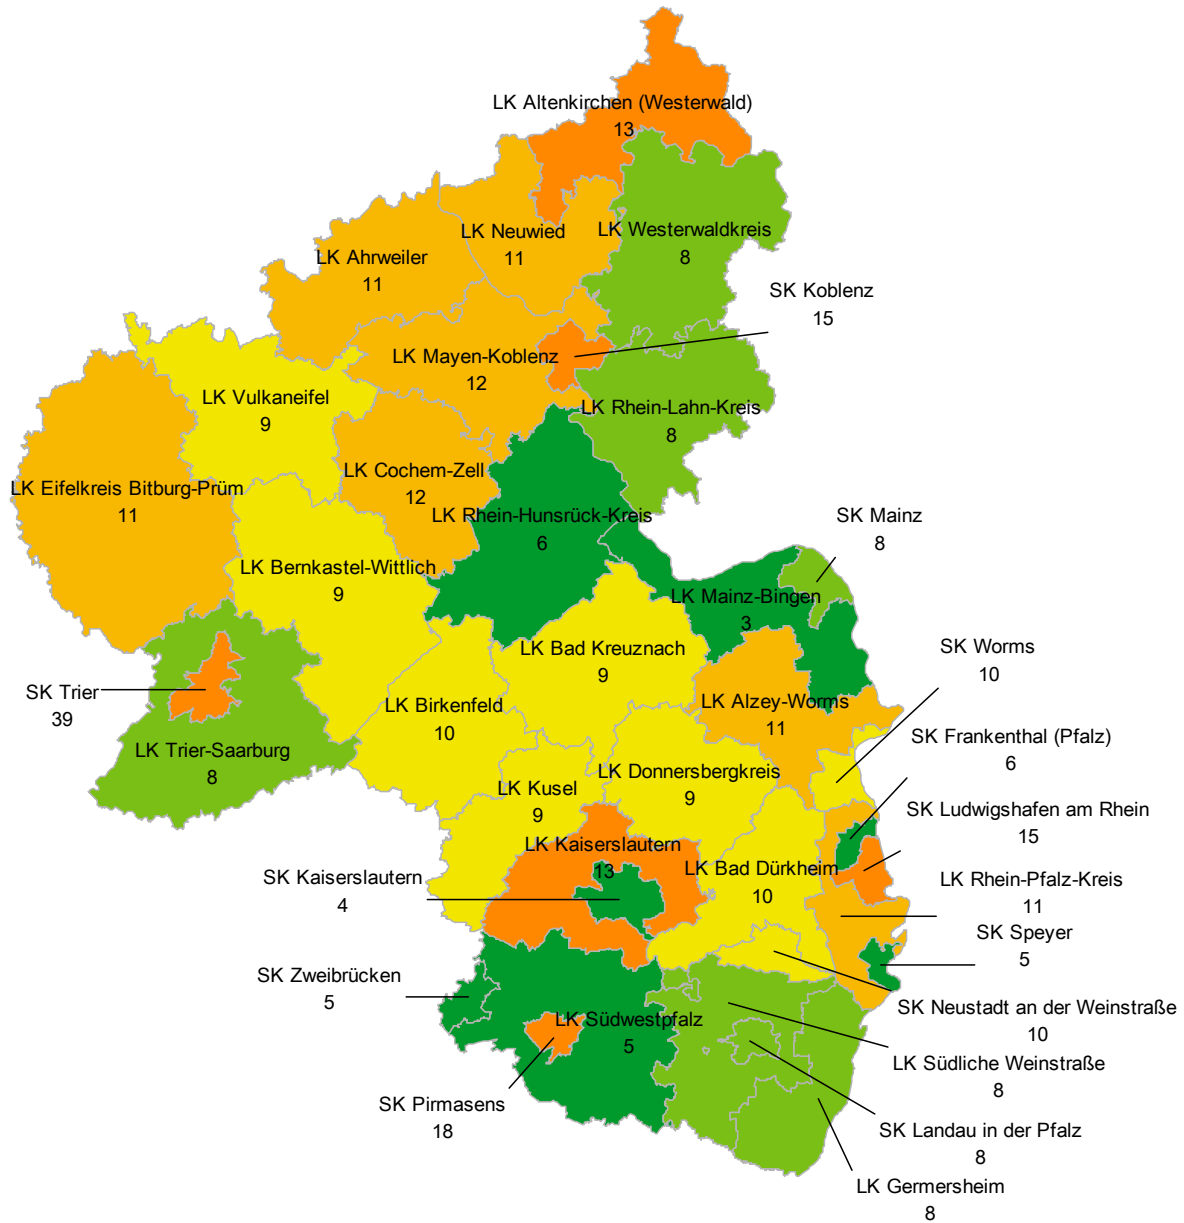 LK Altenkirchen (Westerwald)
13
LK Neuwied
11
LK Westerwaldkreis
8
LK Ahrweiler
11
SK Koblenz
15
LK Mayen-Koblenz
12
LK Vulkaneifel
9
LK Rhein-Lahn-Kreis
8
LK Cochem-Zell
12
LK Eifelkreis Bitburg-Prüm
11
LK Rhein-Hunsrück-Kreis
6
SK Mainz
8
LK Bernkastel-Wittlich
9
LK Mainz-Bingen
3
LK Bad Kreuznach
9
SK Worms
10
SK Trier
39
LK Birkenfeld
10
LK Alzey-Worms
11
SK Frankenthal (Pfalz)
6
LK Trier-Saarburg
8
LK Kusel
9
LK Donnersbergkreis
9
SK Ludwigshafen am Rhein
15
LK Kaiserslautern
13
LK Bad Dürkheim
10
SK Kaiserslautern
4
LK Rhein-Pfalz-Kreis
11
SK Speyer
5
SK Zweibrücken
5
SK Neustadt an der Weinstraße
10
LK Südwestpfalz
5
LK Südliche Weinstraße
8
SK Pirmasens
18
SK Landau in der Pfalz
8
LK Germersheim
8